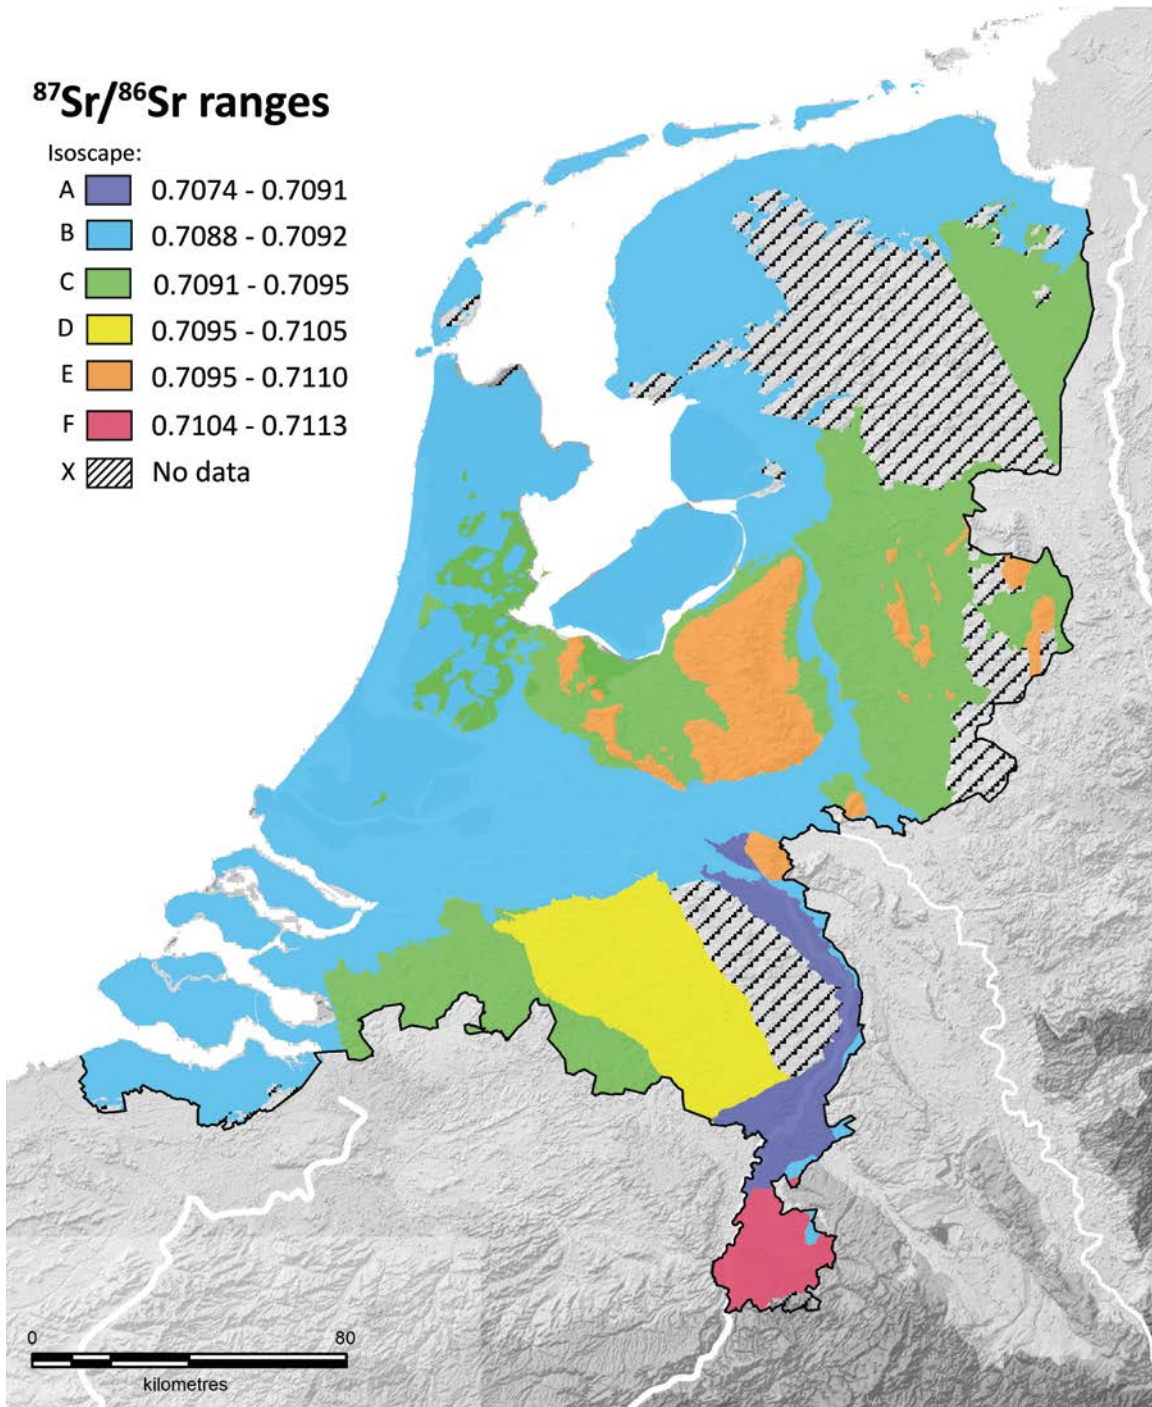 ⁸⁷Sr/⁸⁶Sr ranges
Isoscape:
A 0.7074 - 0.7091
B 0.7088 - 0.7092
C 0.7091 - 0.7095
D 0.7095 - 0.7105
E 0.7095 - 0.7110
F 0.7104 - 0.7113
X No data
0 80
kilometres